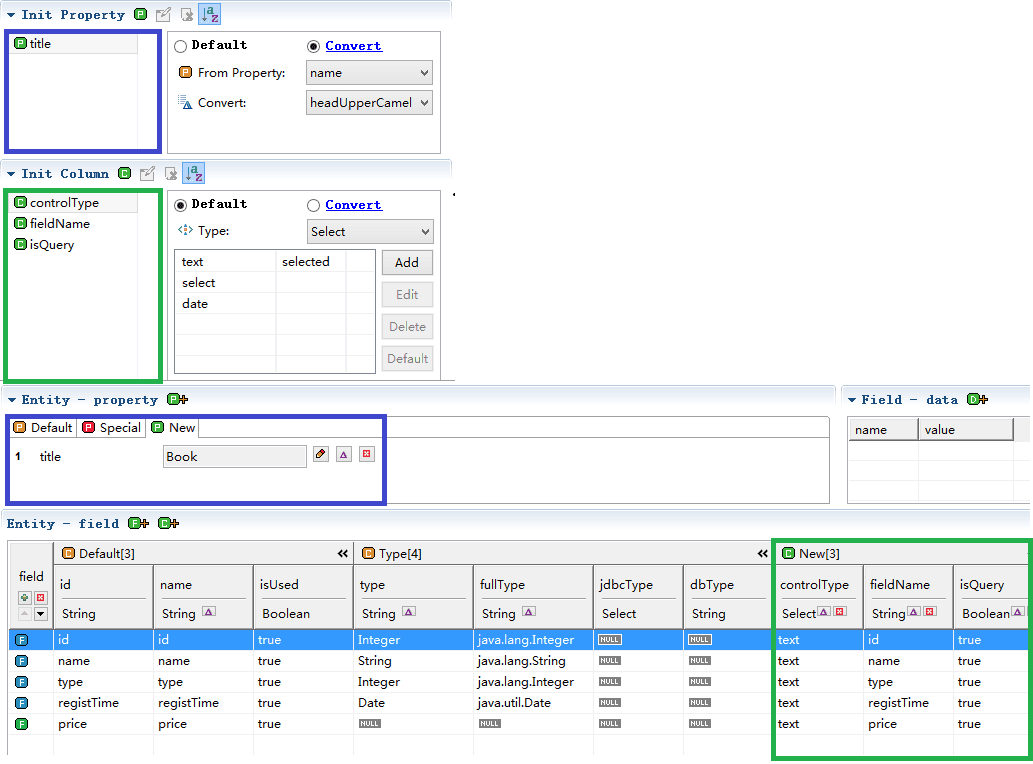 Init Property
title
Default Convert
From Property: name
Convert: headUpperCamel
Init Column
controlType
fieldName
isQuery
Default Convert
Type: Select
text selected
select
date
Add
Edit
Delete
Default
Entity - property
Default Special New
1 title Book
Field - data
name value
Entity - field
field
Default[3] Type[4] New[3]
id name isUsed type fullType jdbcType dbType controlType fieldName isQuery
String String Boolean String String Select String Select String Boolean
id id true Integer java.lang.Integer NULL NULL text id true
name name true String java.lang.String NULL NULL text name true
type type true Integer java.lang.Integer NULL NULL text type true
registTime registTime true Date java.util.Date NULL NULL text registTime true
price price true NULL NULL NULL NULL text price true